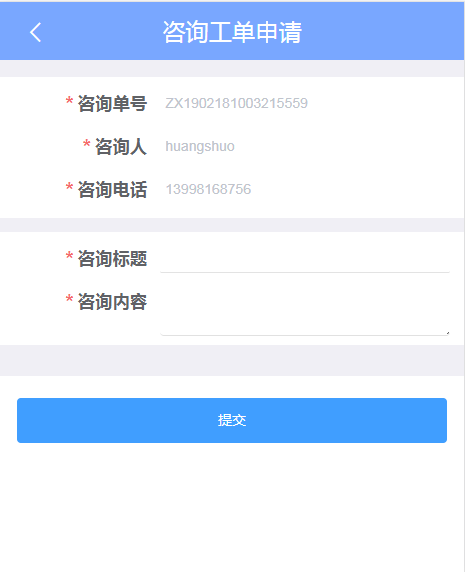 咨询工单申请
* 咨询单号 ZX1902181003215559
* 咨询人 huangshuo
* 咨询电话 13998168756
* 咨询标题
* 咨询内容
提交